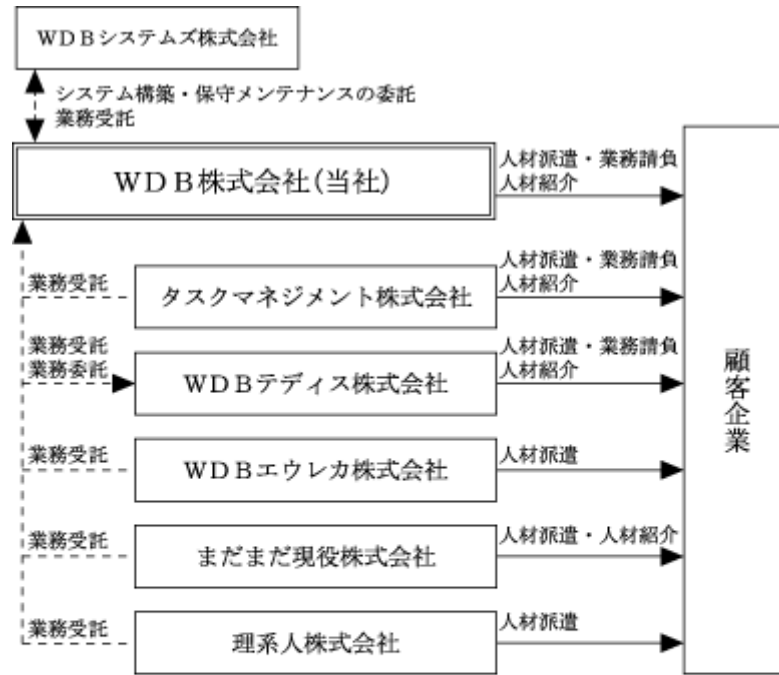 WDBシステムズ株式会社
システム構築・保守メンテナンスの委託
業務受託
WDB株式会社(当社)
人材派遣・業務請負
人材紹介
業務受託
タスクマネジメント株式会社
人材派遣・業務請負
人材紹介
業務受託
業務委託
WDBテディス株式会社
人材派遣・業務請負
人材紹介
業務受託
WDBエウレカ株式会社
人材派遣
業務受託
まだまだ現役株式会社
人材派遣・人材紹介
業務受託
理系人株式会社
人材派遣
顧客企業